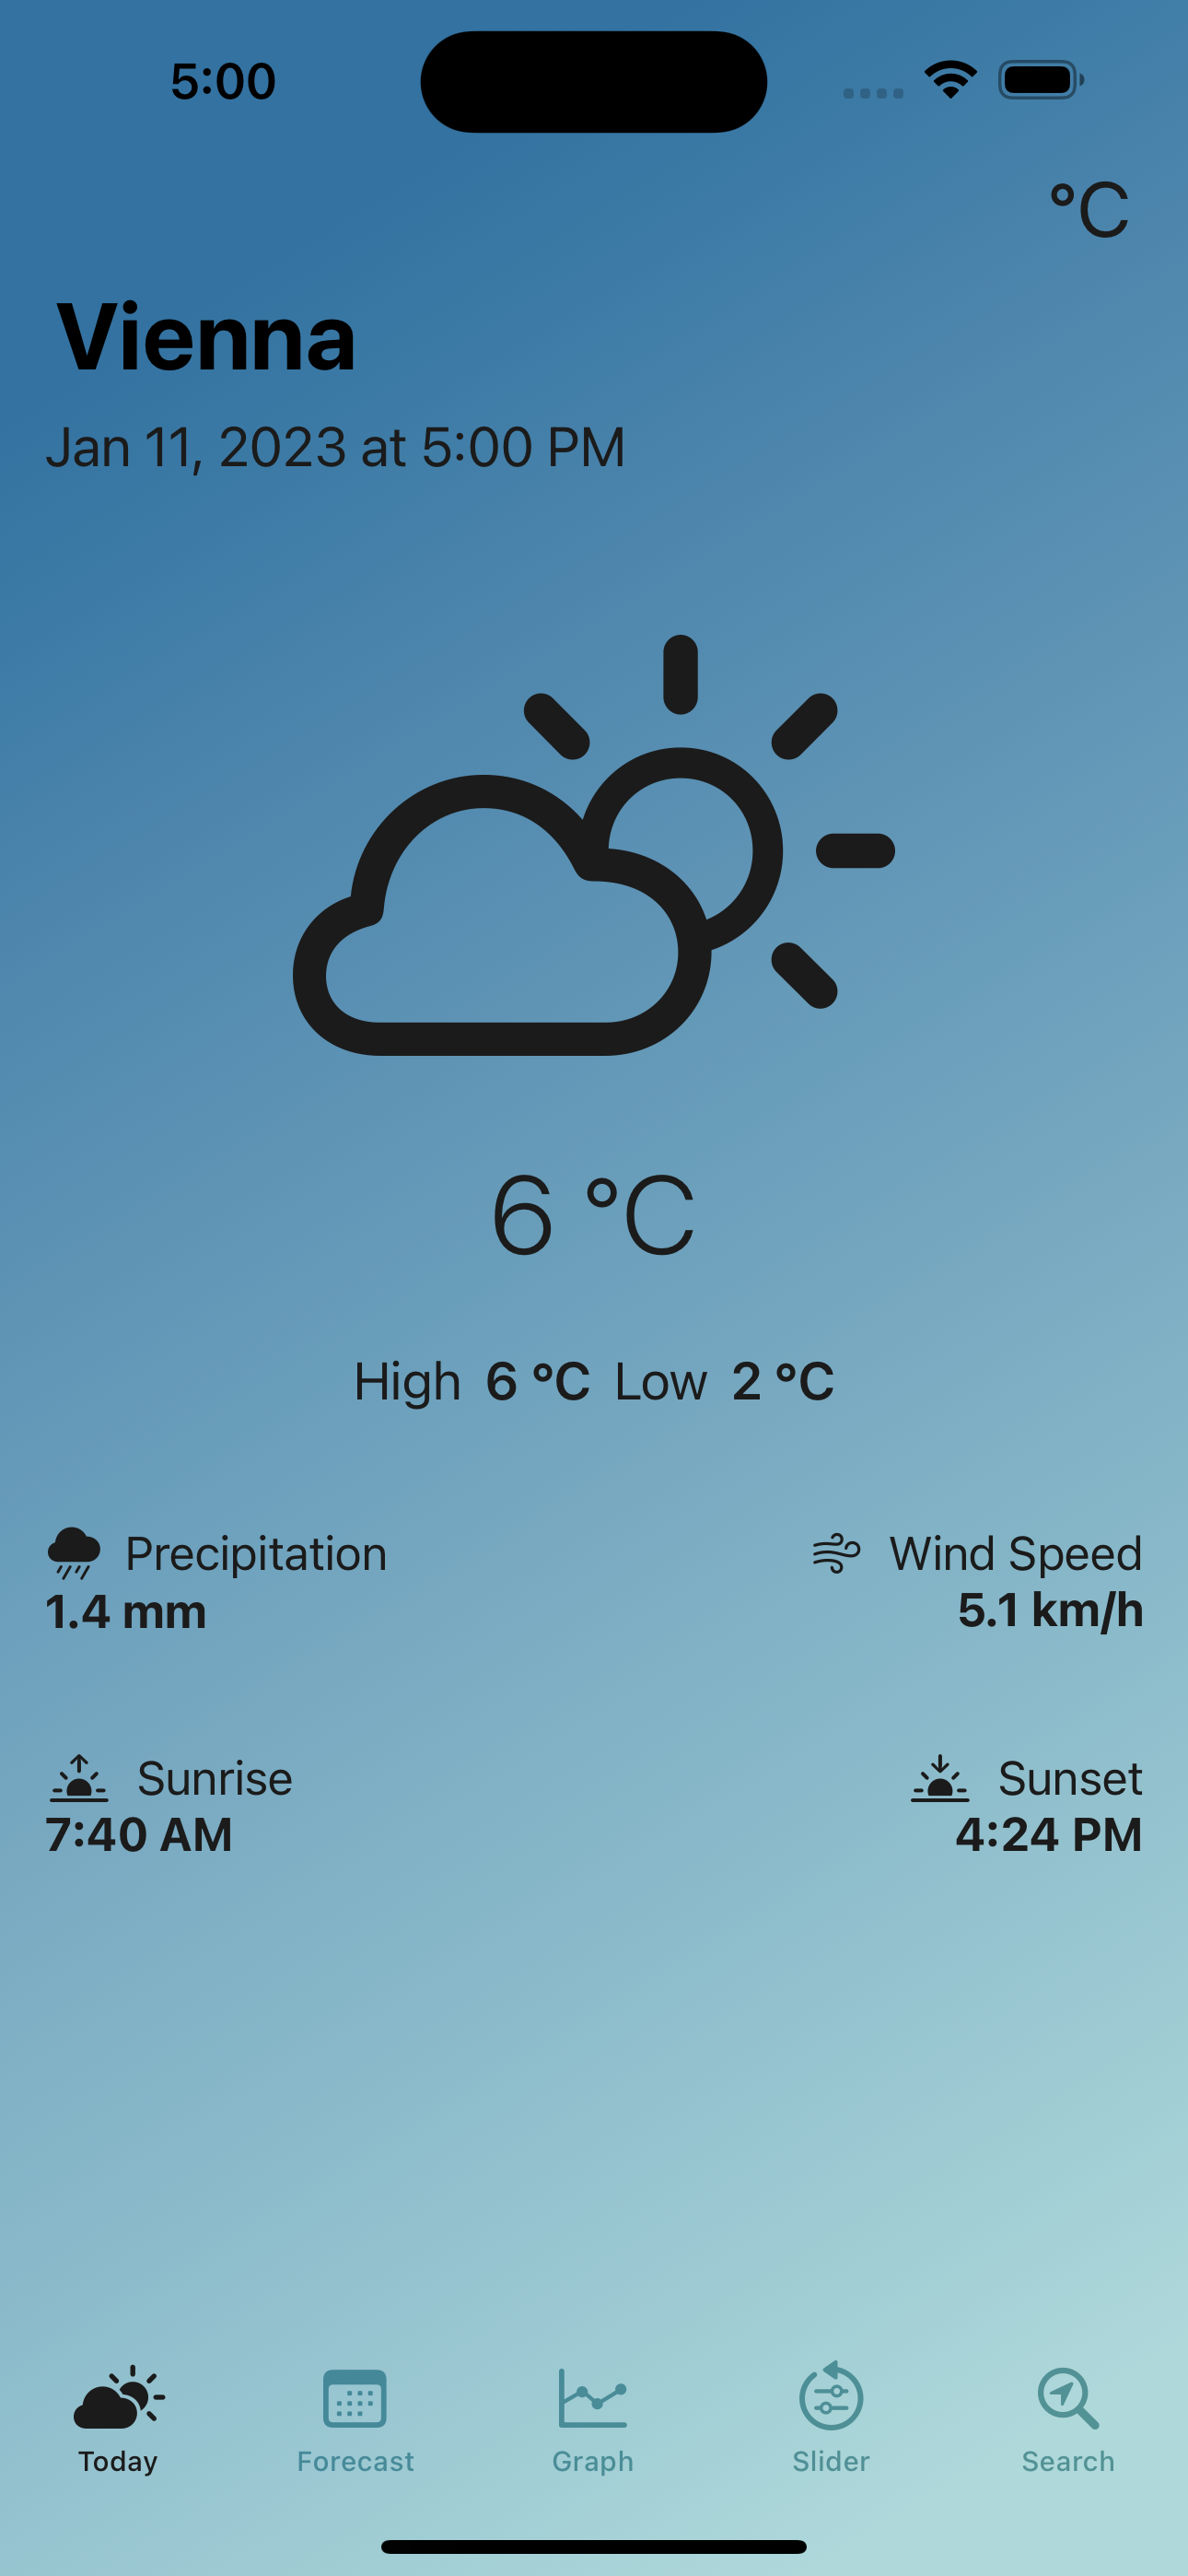 5:00
°C
Vienna
Jan 11, 2023 at 5:00 PM
6 °C
High 6 °C Low 2 °C
Precipitation
1.4 mm
Wind Speed
5.1 km/h
Sunrise
7:40 AM
Sunset
4:24 PM
Today
Forecast
Graph
Slider
Search